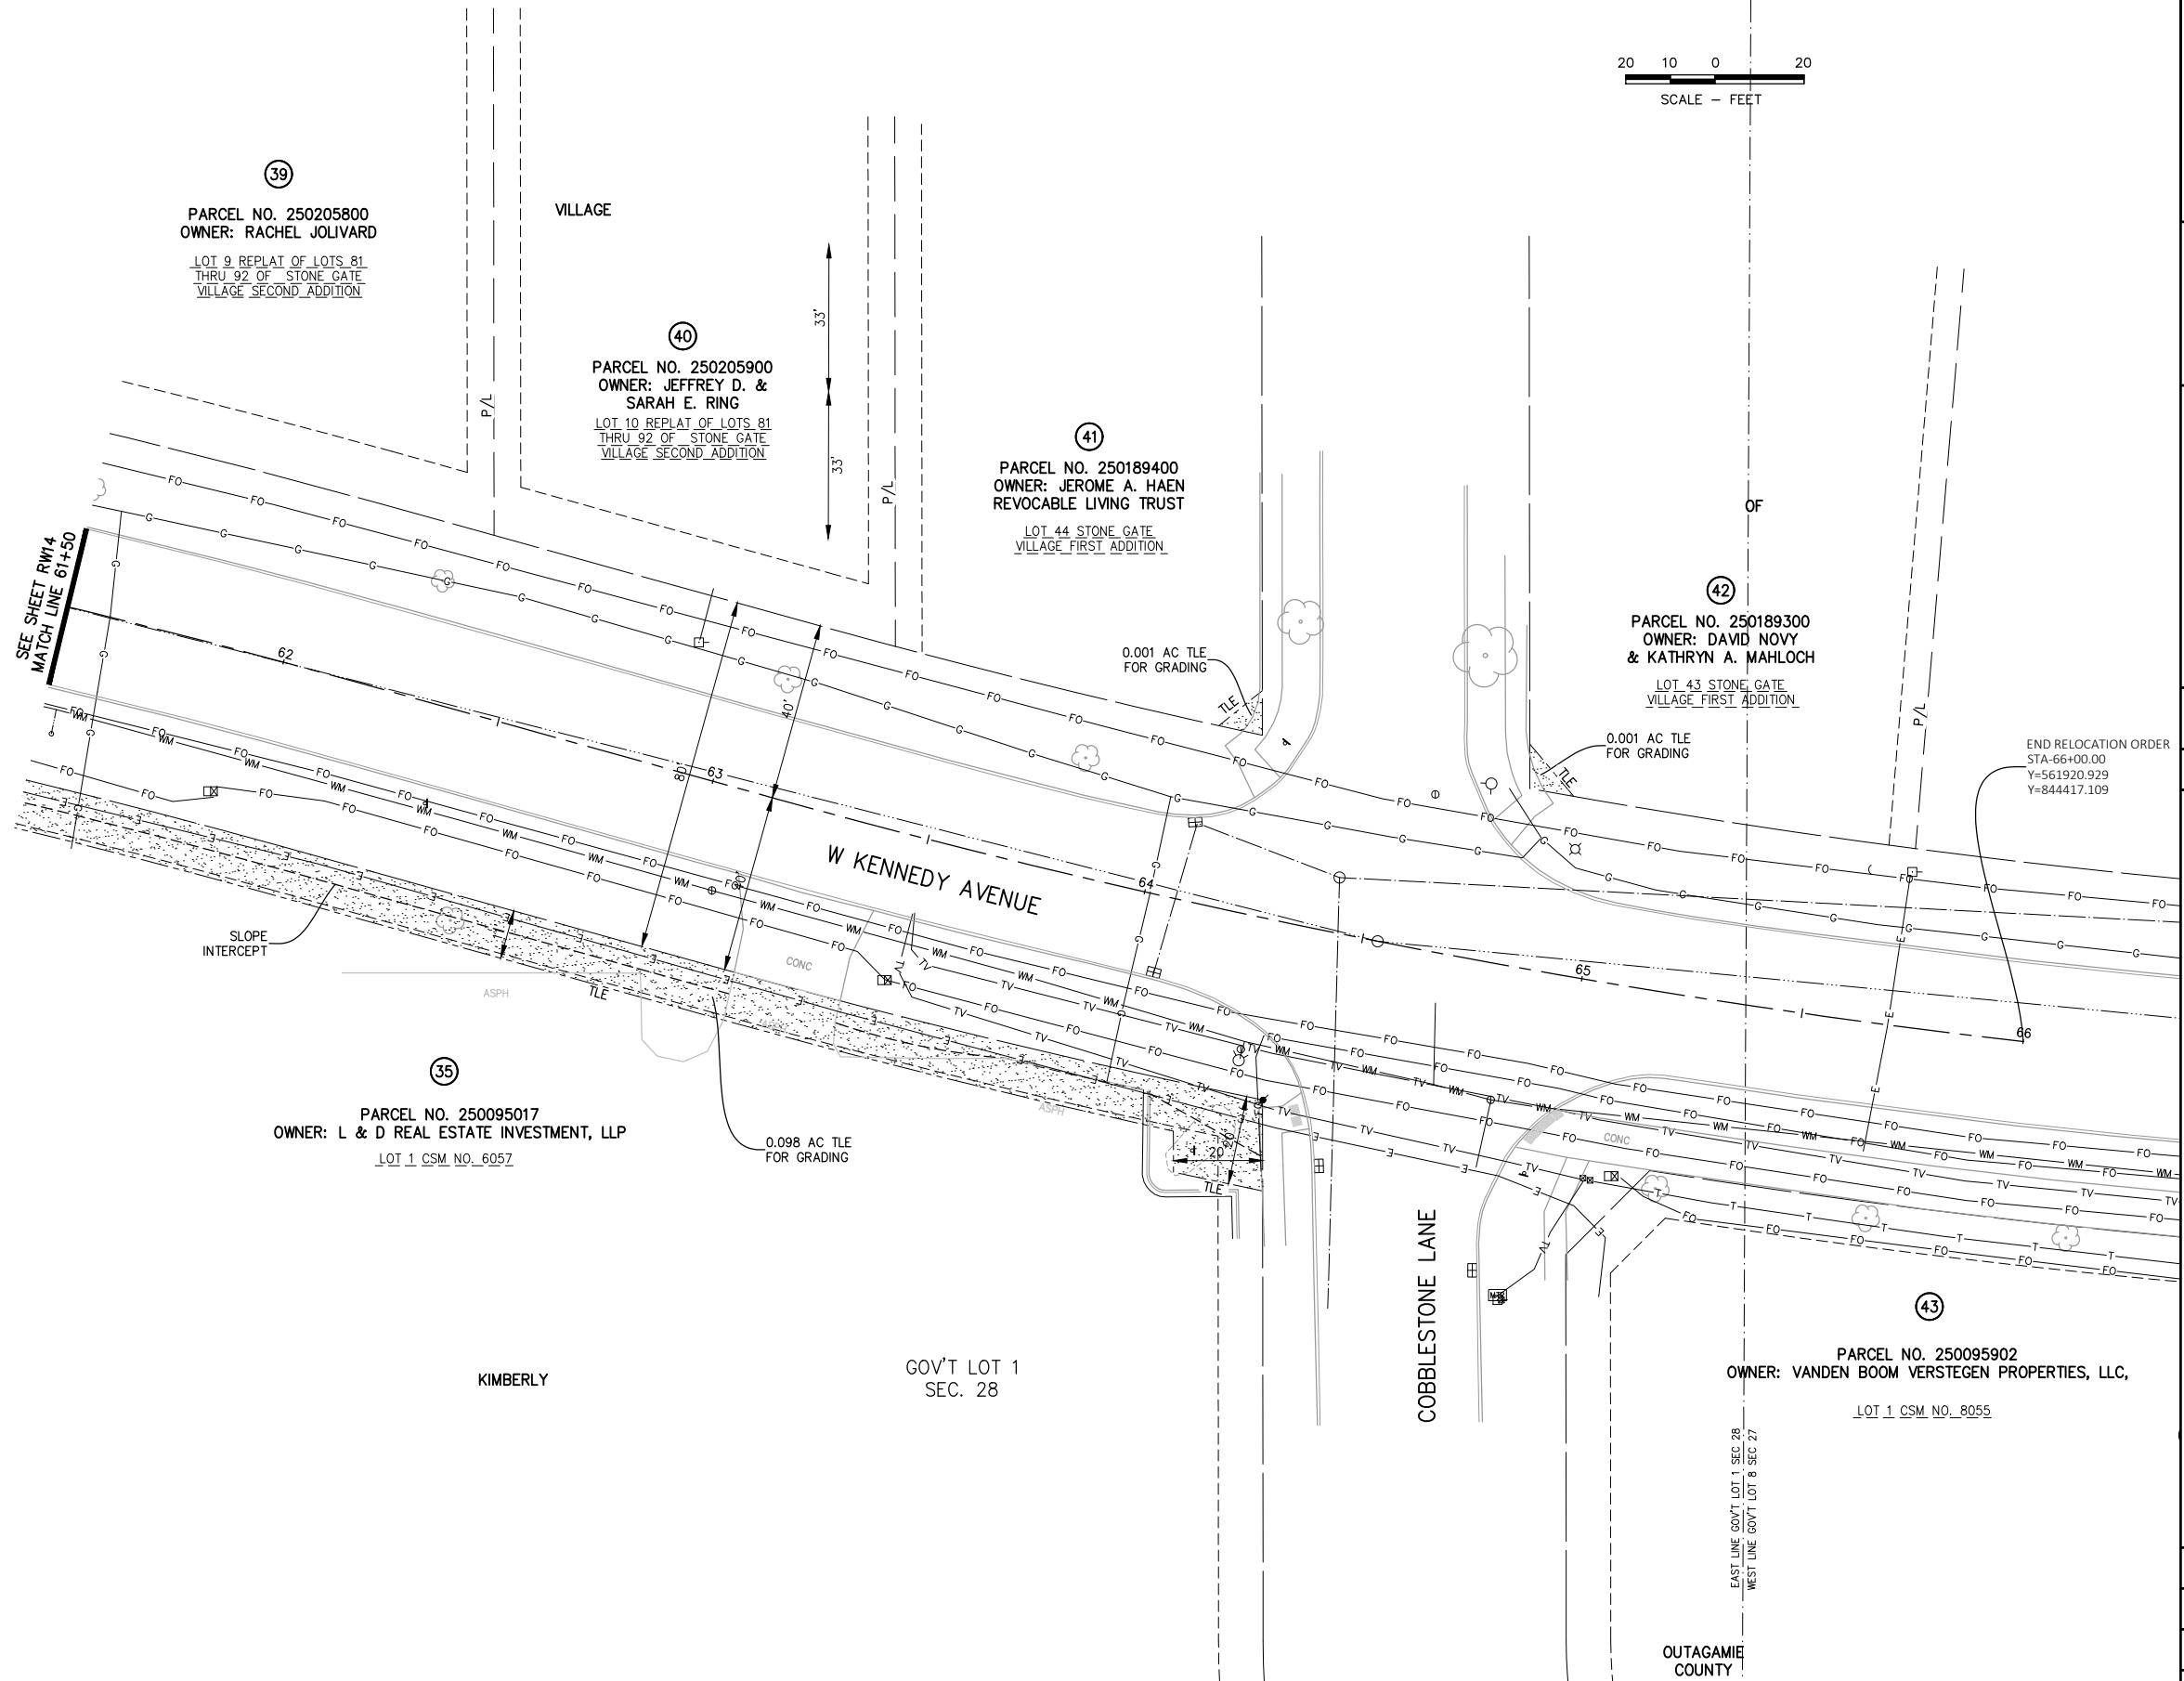 20 10 0 20
SCALE – FEET
39
PARCEL NO. 250205800
OWNER: RACHEL JOLIVARD
LOT 9 REPLAT OF LOTS 81
THRU 92 OF STONE GATE
VILLAGE SECOND ADDITION
VILLAGE
40
PARCEL NO. 250205900
OWNER: JEFFREY D. &
SARAH E. RING
LOT 10 REPLAT OF LOTS 81
THRU 92 OF STONE GATE
VILLAGE SECOND ADDITION
33'
33'
P/L
P/L
41
PARCEL NO. 250189400
OWNER: JEROME A. HAEN
REVOCABLE LIVING TRUST
LOT 44 STONE GATE
VILLAGE FIRST ADDITION
OF
42
PARCEL NO. 250189300
OWNER: DAVID NOVY
& KATHRYN A. MAHLOCH
LOT 43 STONE GATE
VILLAGE FIRST ADDITION
P/L
SEE SHEET RW14
MATCH LINE 61+50
0.001 AC TLE
FOR GRADING
TLE
0.001 AC TLE
FOR GRADING
TLE
END RELOCATION ORDER
STA-66+00.00
Y=561920.929
Y=844417.109
62
63
64
65
66
80'
40'
40'
W KENNEDY AVENUE
SLOPE
INTERCEPT
ASPH
TLE
CONC
ASPH
ASPH
35
PARCEL NO. 250095017
OWNER: L & D REAL ESTATE INVESTMENT, LLP
LOT 1 CSM NO. 6057
0.098 AC TLE
FOR GRADING
20'
20'
TLE
CONC
COBBLESTONE LANE
43
PARCEL NO. 250095902
OWNER: VANDEN BOOM VERSTEGEN PROPERTIES, LLC,
LOT 1 CSM NO. 8055
KIMBERLY
GOV'T LOT 1
SEC. 28
EAST LINE GOV'T LOT 1 SEC 28
WEST LINE GOV'T LOT 8 SEC 27
OUTAGAMIE
COUNTY